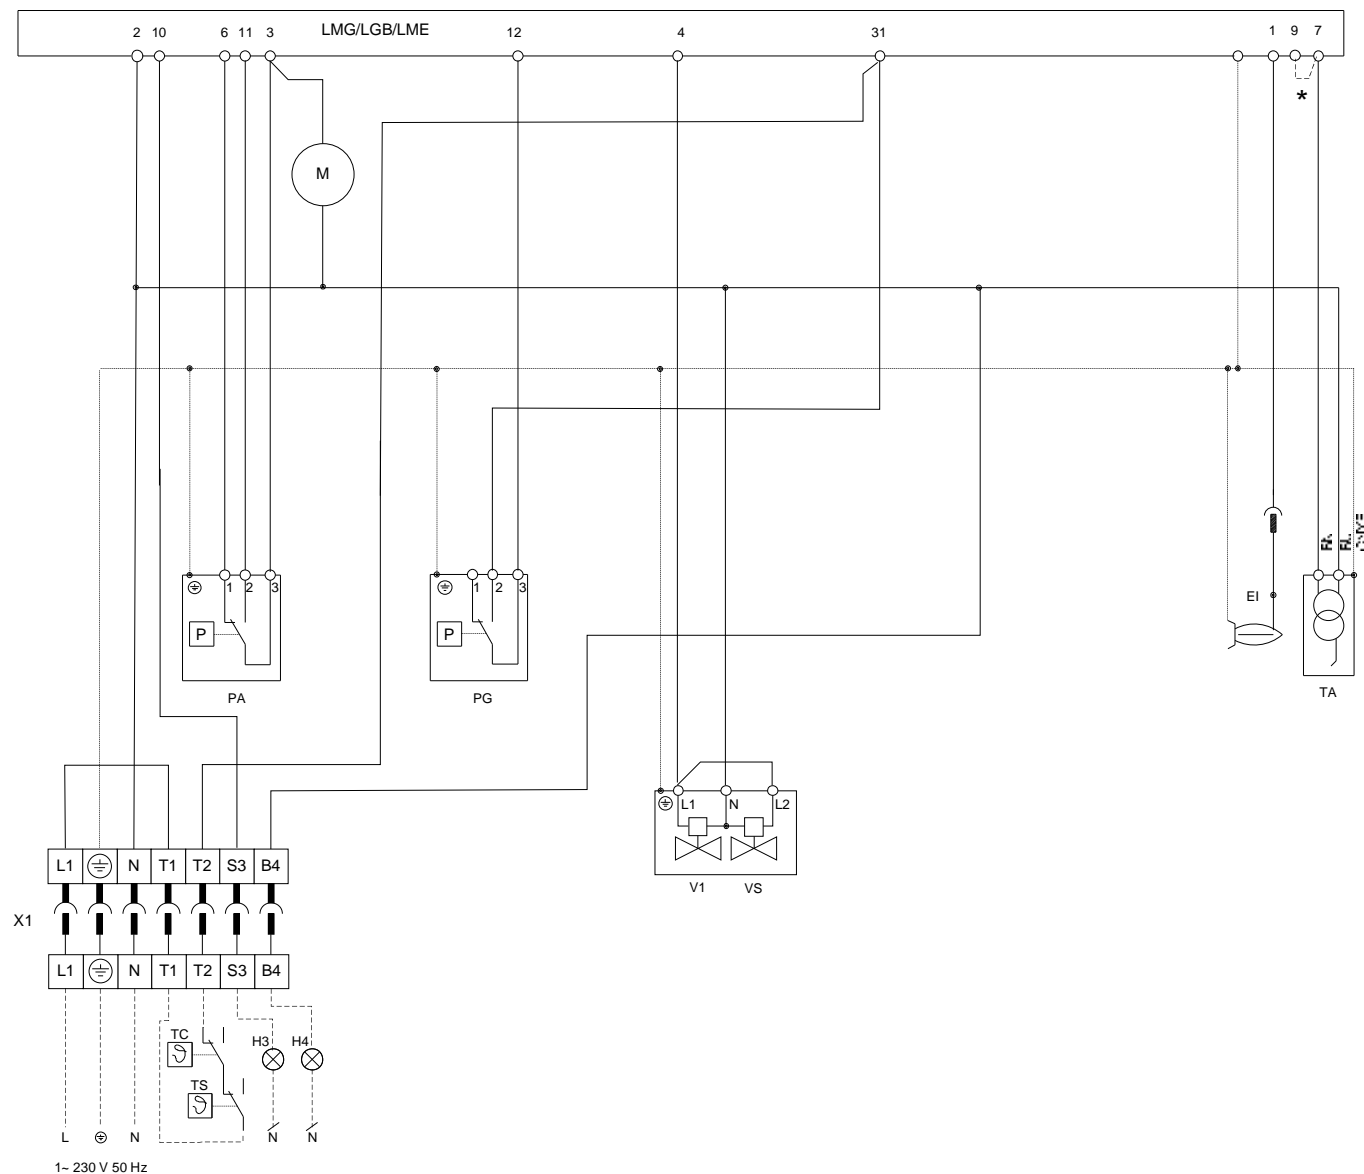 LMG/LGB/LME
2 10 6 11 3 12 4 31 1 9 7
*
M
1 2 3
P
PA
1 2 3
P
PG
EI
TA
L1 N L2
V1 VS
L1 N T1 T2 S3 B4
X1
L1 N T1 T2 S3 B4
TC H3 H4
TS
L N N N
1~ 230 V 50 Hz